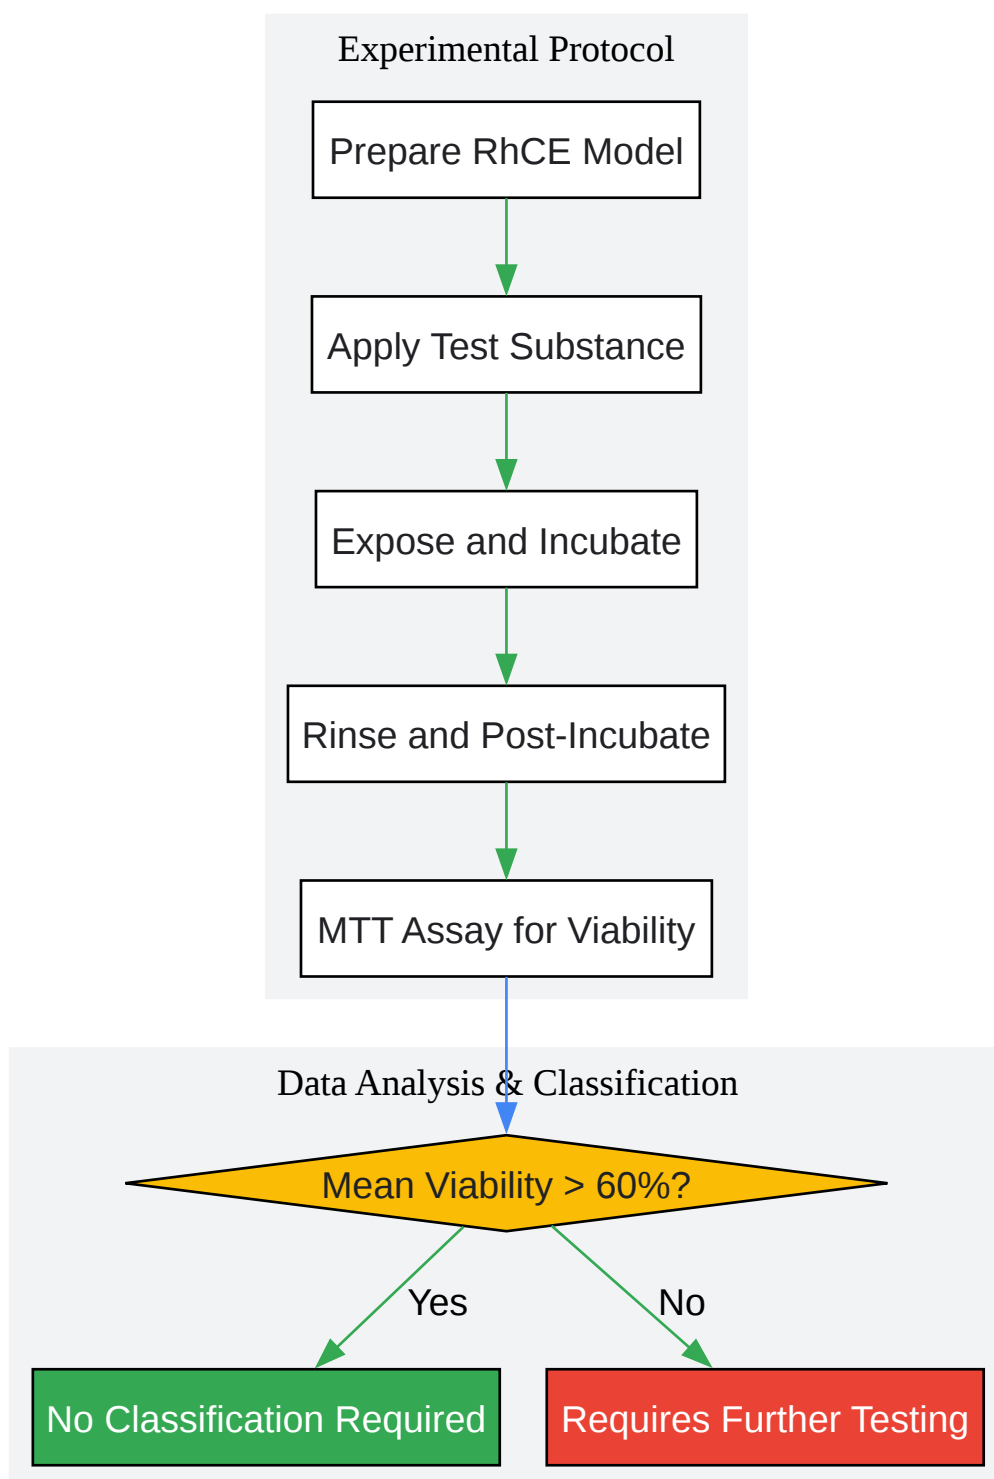 Experimental Protocol
Prepare RhCE Model
Apply Test Substance
Expose and Incubate
Rinse and Post-Incubate
MTT Assay for Viability
Data Analysis & Classification
Mean Viability > 60%?
Yes
No
No Classification Required
Requires Further Testing